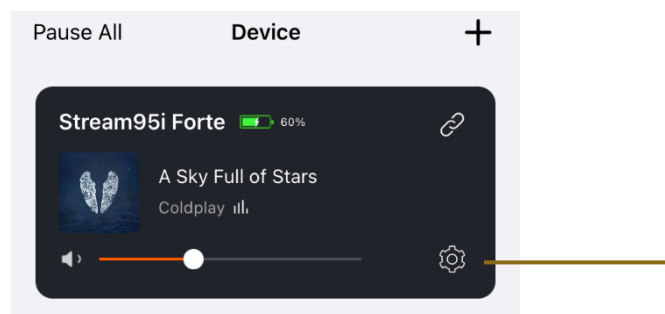 Pause All Device +
Stream95i Forte 60%
A Sky Full of Stars
Coldplay